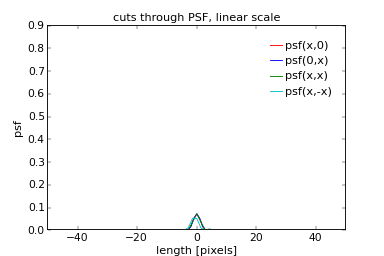 cuts through PSF, linear scale
0.9
0.8
0.7
0.6
0.5
0.4
0.3
0.2
0.1
0.0
psf
psf(x,0)
psf(0,x)
psf(x,x)
psf(x,-x)
−40 −20 0 20 40
length [pixels]